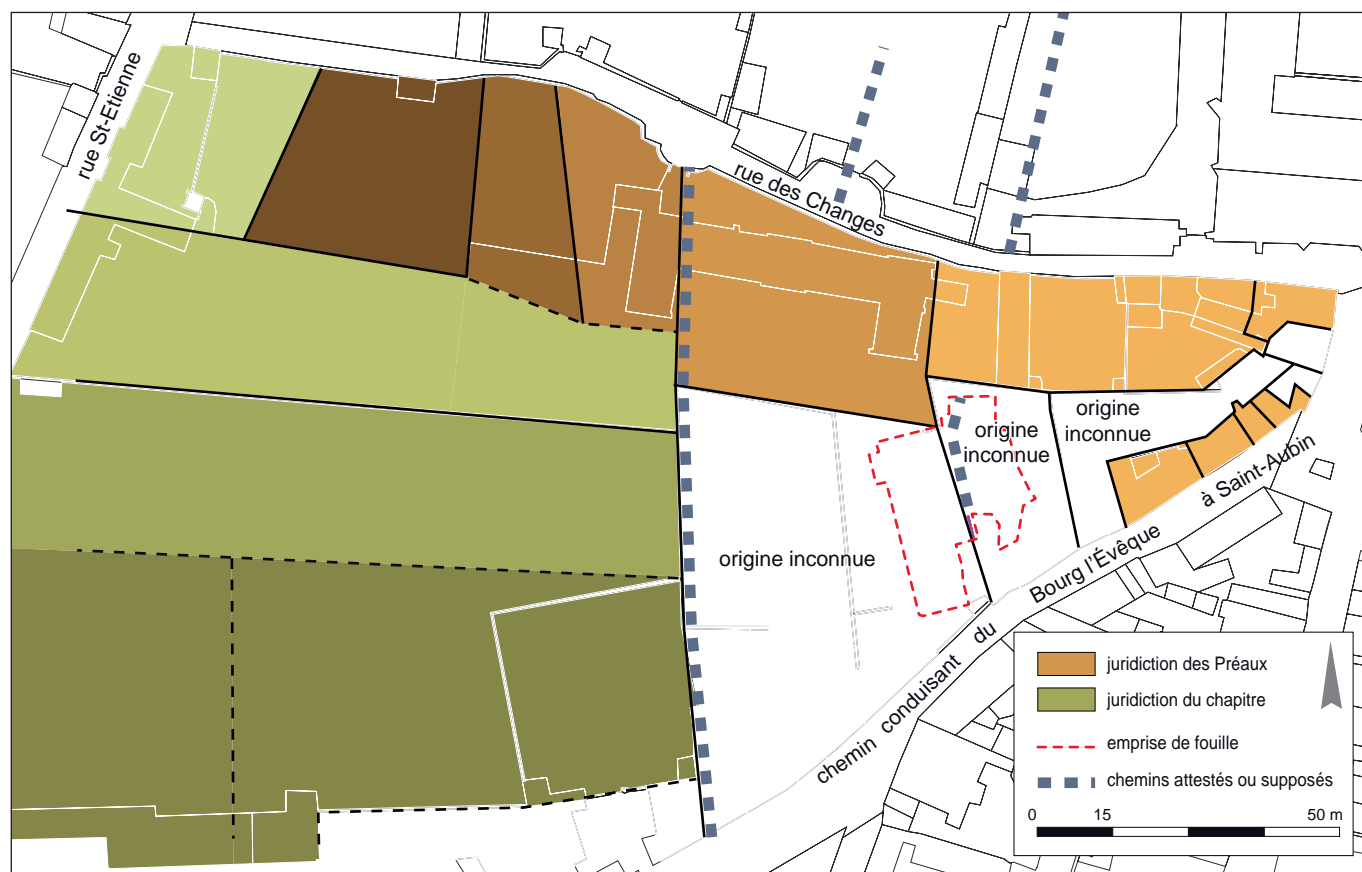 rue St-Etienne
rue des Changes
origine
inconnue
origine
inconnue
origine inconnue
chemin conduisant du Bourg l'Évêque à Saint-Aubin
juridiction des Préaux
juridiction du chapitre
emprise de fouille
chemins attestés ou supposés
0 15 50 m